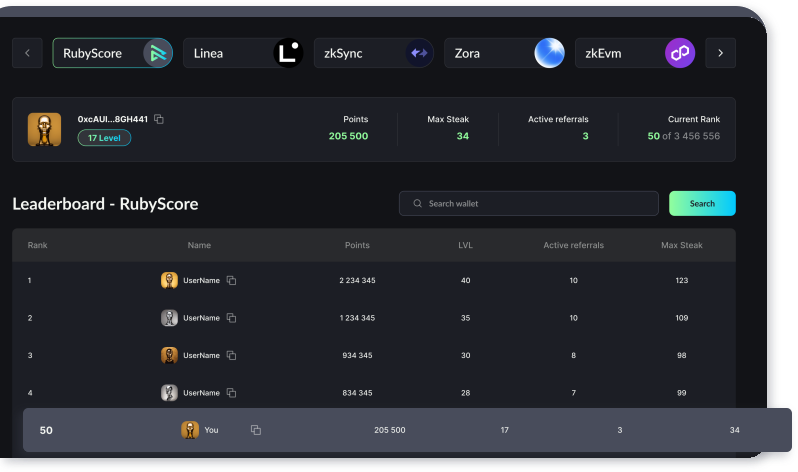 RubyScore Linea zkSync Zora zkEvm
0xcAUI...8GH441 Points Max Steak Active referrals Current Rank
17 Level 205 500 34 3 50 of 3 456 556
Leaderboard - RubyScore Search wallet Search
Rank Name Points LVL Active referrals Max Steak
1 UserName 2 234 345 40 10 123
2 UserName 1 234 345 35 10 109
3 UserName 934 345 30 8 98
4 UserName 834 345 28 7 99
50 You 205 500 17 3 34